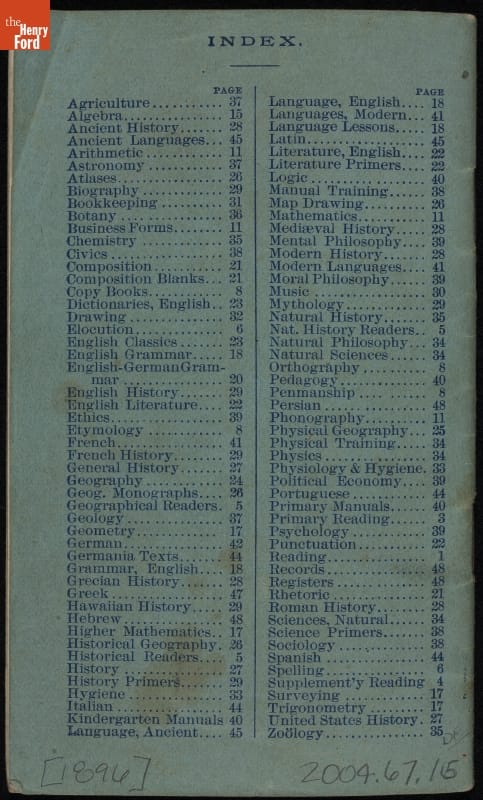 the
Henry
Ford
INDEX.
PAGE
Agriculture........... 37
Algebra............... 15
Ancient History....... 28
Ancient Languages... 45
Arithmetic ............ 11
Astronomy ............ 37
Atlases................ 26
Biography ............ 29
Bookkeeping ......... 31
Botany ................ 36
Business Forms....... 11
Chemistry ............ 35
Civics ................. 38
Composition .......... 21
Composition Blanks... 21
Copy Books........... 8
Dictionaries, English.. 23
Drawing .............. 32
Elocution ............. 6
English Classics ....... 23
English Grammar..... 18
English-German Gram-
mar ................ 20
English History....... 29
English Literature.... 22
Ethics................. 39
Etymology ............ 8
French................ 41
French History....... 29
General History....... 27
Geography ........... 24
Geog. Monographs.... 26
Geographical Readers. 5
Geology .............. 37
Geometry ............. 17
German .............. 42
Germania Texts....... 44
Grammar, English.... 18
Grecian History....... 28
Greek ................ 47
Hawaiian History..... 29
Hebrew ............... 48
Higher Mathematics.. 17
Historical Geography. 26
Historical Readers.... 5
History ............... 27
History Primers....... 29
Hygiene .............. 33
Italian ................ 44
Kindergarten Manuals 40
Language, Ancient.... 45
PAGE
Language, English.... 18
Languages, Modern... 41
Language Lessons..... 18
Latin.................. 45
Literature, English.... 22
Literature Primers.... 22
Logic ................. 40
Manual Training...... 38
Map Drawing......... 26
Mathematics.......... 11
Mediæval History..... 28
Mental Philosophy.... 39
Modern History....... 28
Modern Languages... 41
Moral Philosophy..... 39
Music ................. 30
Mythology ............ 29
Natural History....... 35
Nat. History Readers.. 5
Natural Philosophy ... 34
Natural Sciences ...... 34
Orthography .......... 8
Pedagogy............. 40
Penmanship .......... 8
Persian ............... 48
Phonography......... 11
Physical Geography... 25
Physical Training...... 34
Physics ............... 34
Physiology & Hygiene. 33
Political Economy..... 39
Portuguese ........... 44
Primary Manuals...... 40
Primary Reading..... 3
Psychology ........... 39
Punctuation .......... 22
Reading............... 1
Records ............... 48
Registers ............. 48
Rhetoric .............. 21
Roman History........ 28
Sciences, Natural...... 34
Science Primers....... 38
Sociology ............. 38
Spanish ............... 44
Spelling ............... 6
Supplement'y Reading 4
Surveying ............ 17
Trigonometry ......... 17
United States History. 27
Zoölogy............... 35
[1896]
2004.67.15